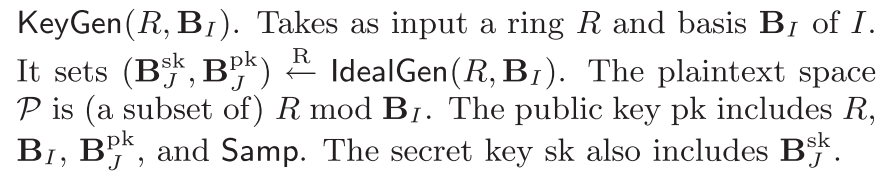 KeyGen(R, B_I). Takes as input a ring R and basis B_I of I.
It sets (B_J^sk, B_J^pk) ←^R IdealGen(R, B_I). The plaintext space
𝒫 is (a subset of) R mod B_I. The public key pk includes R,
B_I, B_J^pk, and Samp. The secret key sk also includes B_J^sk.